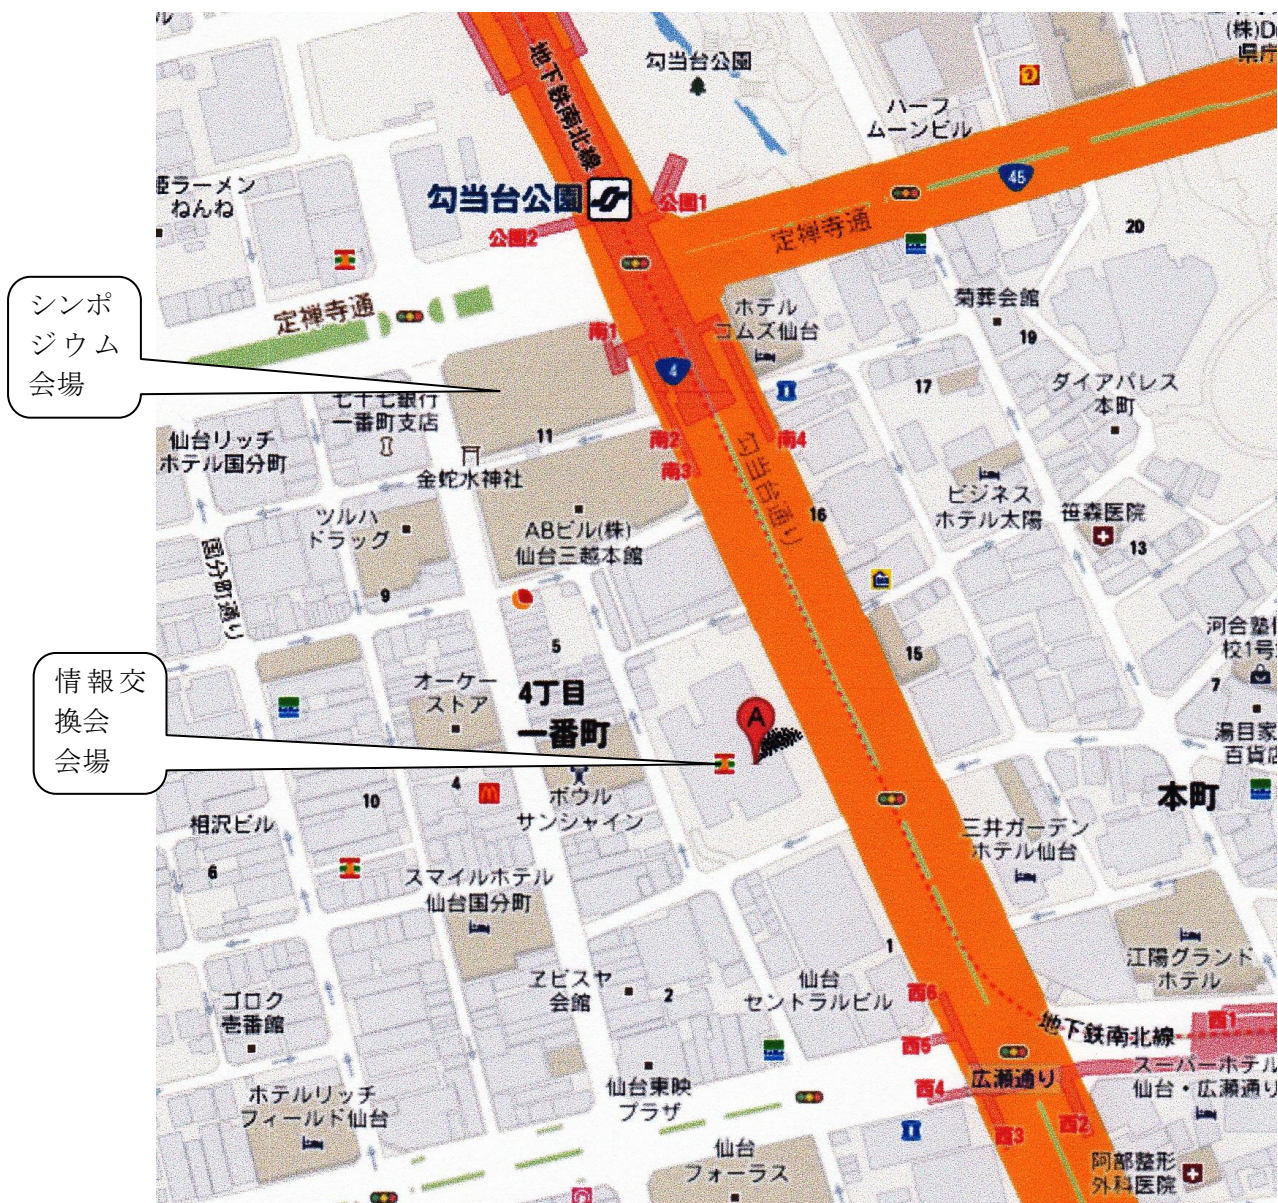 (株)D
県庁
地下鉄南北線
勾当台公園
ハーフ
ムーンビル
45
ラーメン
ねんね
勾当台公園
公園1
公園2
定禅寺通
20
シンポ
ジウム
会場
定禅寺通
ホテル
コムズ仙台
菊葬会館
19
南1
4
17
ダイアパレス
本町
七十七銀行
一番町支店
仙台リッチ
ホテル国分町
11
南2
南3
南4
金蛇水神社
勾当台通り
ビジネス
ホテル太陽
16
笹森医院
13
ツルハ
ドラッグ
ABビル(株)
仙台三越本館
国分町通り
9
5
15
河合塾
校1号
7
情報交
換会
会場
オーケー
ストア
4丁目
一番町
A
湯目家
百貨店
本町
4
10
ボウル
サンシャイン
相沢ビル
6
三井ガーデン
ホテル仙台
スマイルホテル
仙台国分町
1
江陽グランド
ホテル
ヱビスヤ
会館
2
仙台
セントラルビル
西6
ゴロク
壱番館
西1
地下鉄南北線
西5
西4
広瀬通り
スーパーホテル
仙台・広瀬通り
仙台東映
プラザ
ホテルリッチ
フィールド仙台
西3
西2
仙台
フォーラス
阿部整形
外科医院